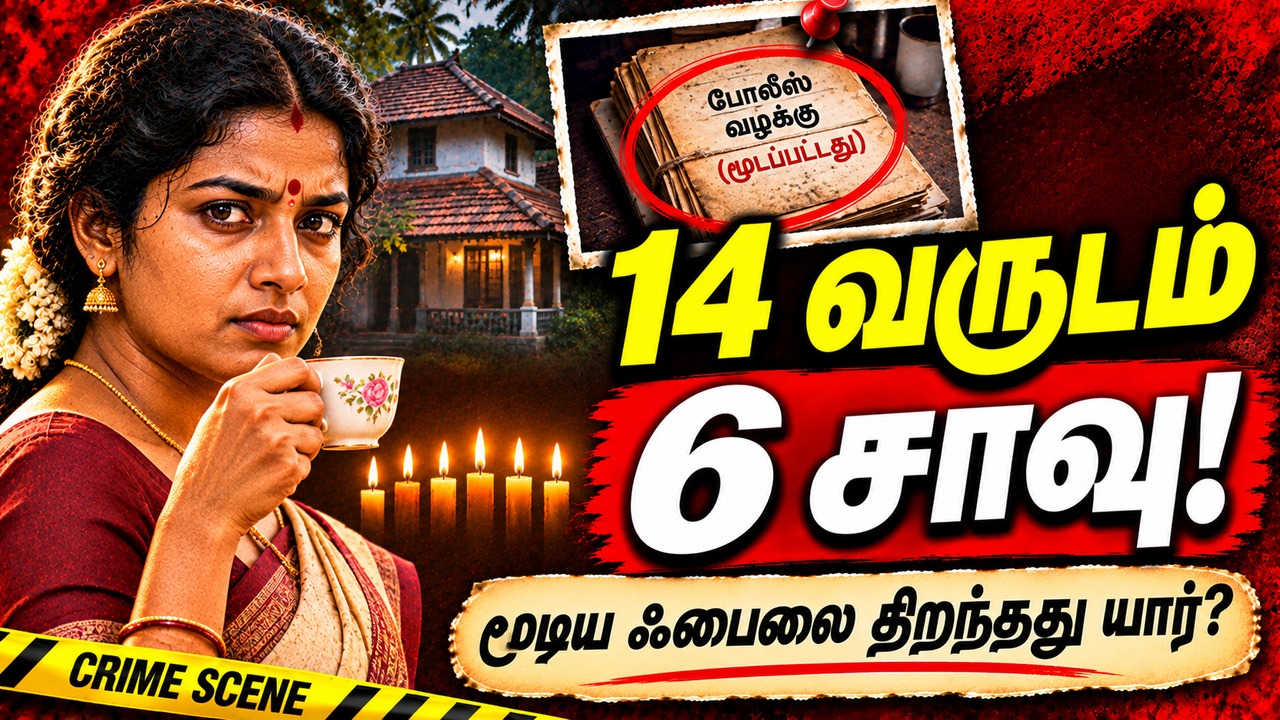 போலீஸ்
வழக்கு
(மூடப்பட்டது)
14 வருடம்
6 சாவு!
மூடிய ஃபைலை திறந்தது யார்?
CRIME SCENE